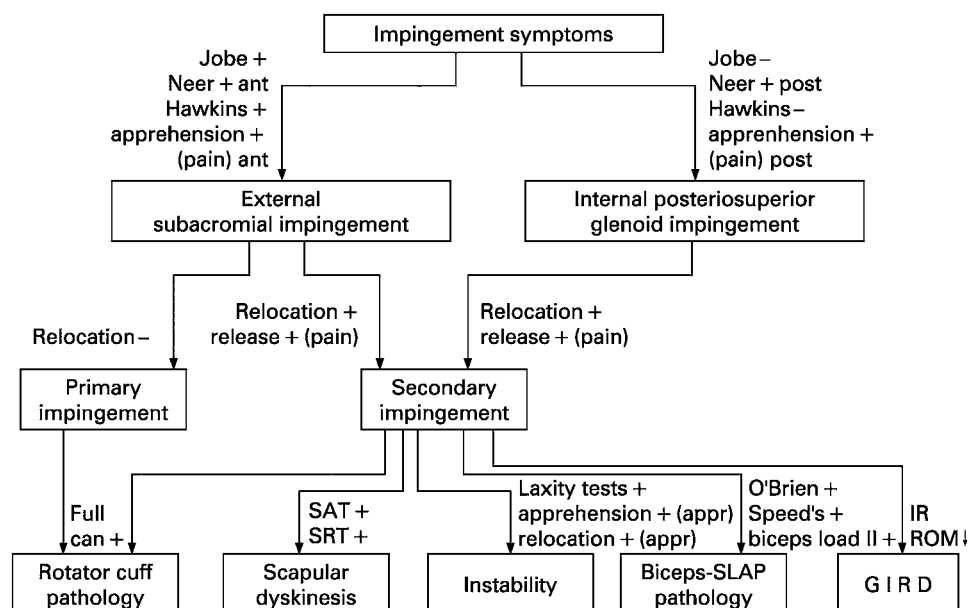 Impingement symptoms
Jobe +
Neer + ant
Hawkins +
apprehension +
(pain) ant
Jobe –
Neer + post
Hawkins –
apprenhension +
(pain) post
External
subacromial impingement
Internal posteriosuperior
glenoid impingement
Relocation –
Relocation +
release + (pain)
Relocation +
release + (pain)
Primary
impingement
Secondary
impingement
Full
can +
SAT +
SRT +
Laxity tests +
apprehension + (appr)
relocation + (appr)
O'Brien +
Speed's +
biceps load II +
IR
ROM↓
Rotator cuff
pathology
Scapular
dyskinesis
Instability
Biceps-SLAP
pathology
G I R D